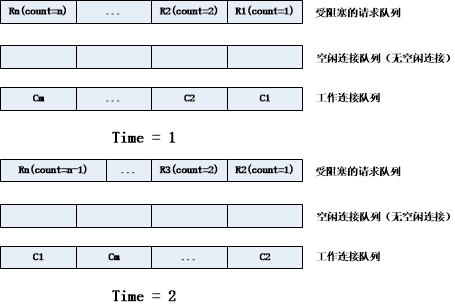 Rn(count=n) ... R2(count=2) R1(count=1) 受阻塞的请求队列
空闲连接队列（无空闲连接）
Cm ... C2 C1 工作连接队列
Time = 1
Rn(count=n-1) ... R3(count=2) R2(count=1) 受阻塞的请求队列
空闲连接队列（无空闲连接）
C1 Cm ... C2 工作连接队列
Time = 2